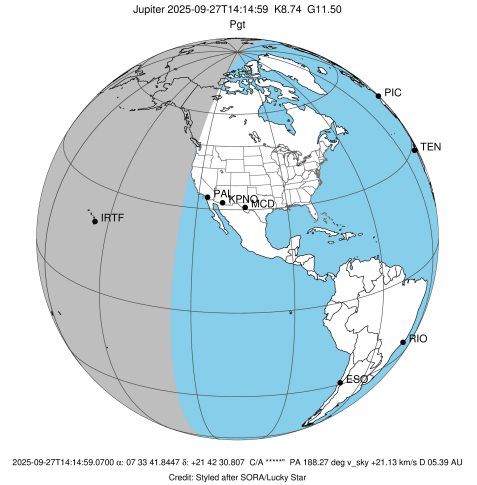 Jupiter 2025-09-27T14:14:59 K8.74 G11.50
Pgt
PIC
TEN
PAL
KPNO
MCD
IRTF
RIO
ESO
2025-09-27T14:14:59.0700 α: 07 33 41.8447 δ: +21 42 30.807 C/A *****" PA 188.27 deg v_sky +21.13 km/s D 05.39 AU
Credit: Styled after SORA/Lucky Star